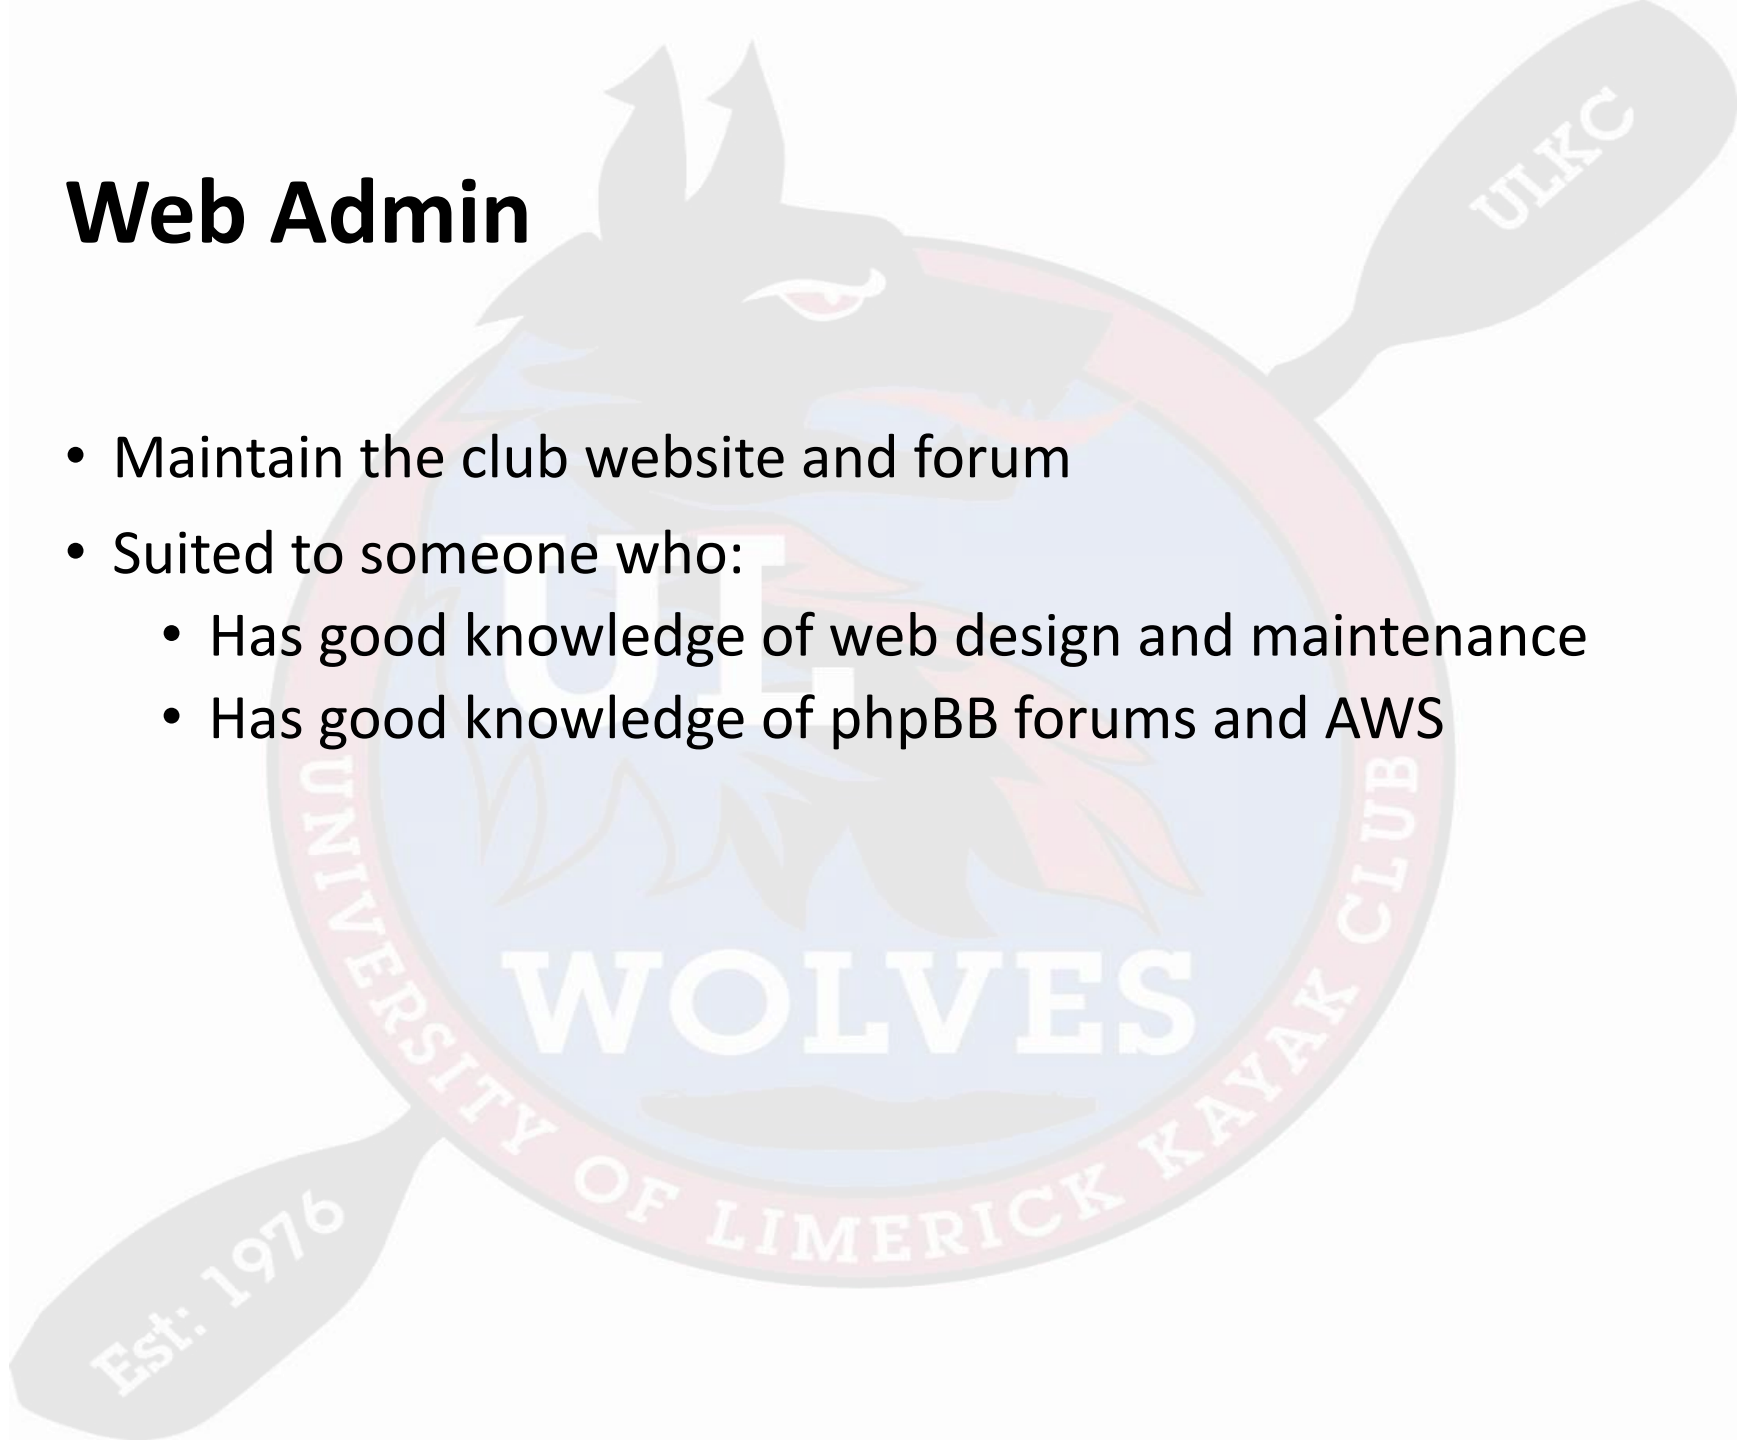 ULKC
Web Admin
• Maintain the club website and forum
• Suited to someone who:
• Has good knowledge of web design and maintenance
• Has good knowledge of phpBB forums and AWS
UL
WOLVES
UNIVERSITY OF LIMERICK KAYAK CLUB
Est: 1976